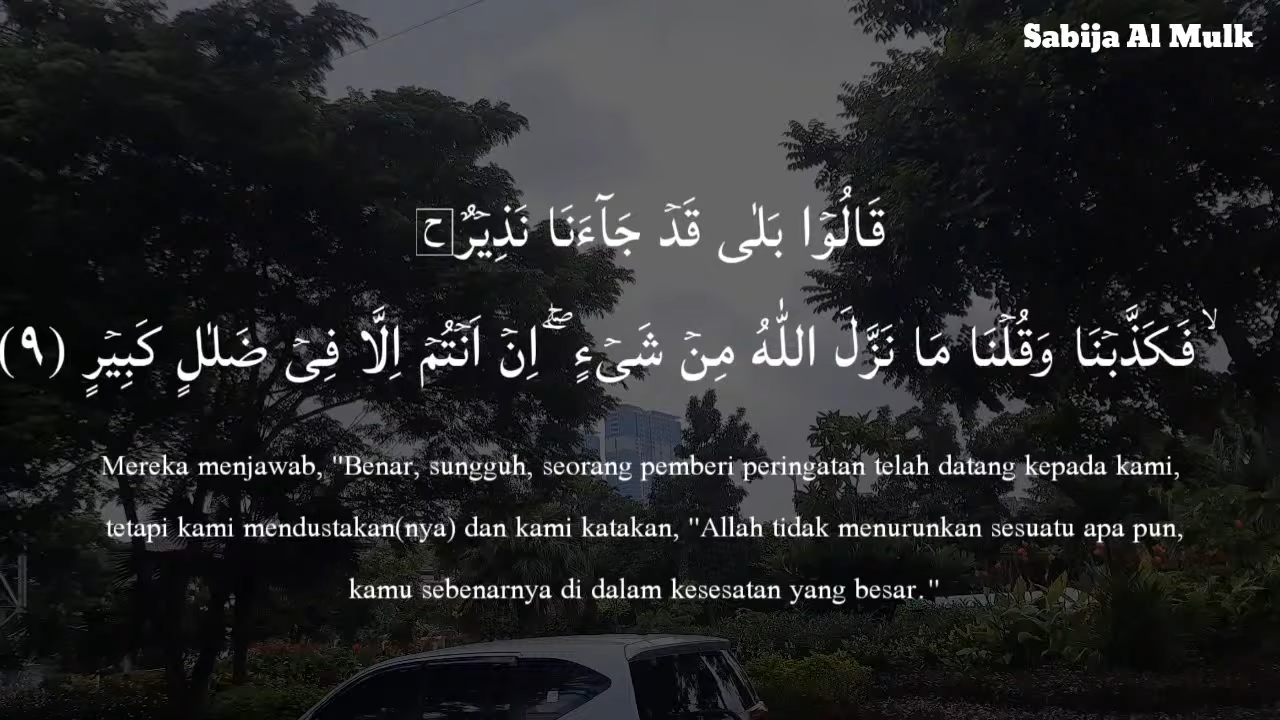 Sabija Al Mulk
قَالُوْا بَلٰى قَدْ جَآءَنَا نَذِيْرٌ ەۙ ح
فَكَذَّبْنَا وَقُلْنَا مَا نَزَّلَ اللّٰهُ مِنْ شَيْءٍۖ اِنْ اَنْتُمْ اِلَّا فِيْ ضَلٰلٍ كَبِيْرٍ (٩)
Mereka menjawab, "Benar, sungguh, seorang pemberi peringatan telah datang kepada kami,
tetapi kami mendustakan(nya) dan kami katakan, "Allah tidak menurunkan sesuatu apa pun,
kamu sebenarnya di dalam kesesatan yang besar."